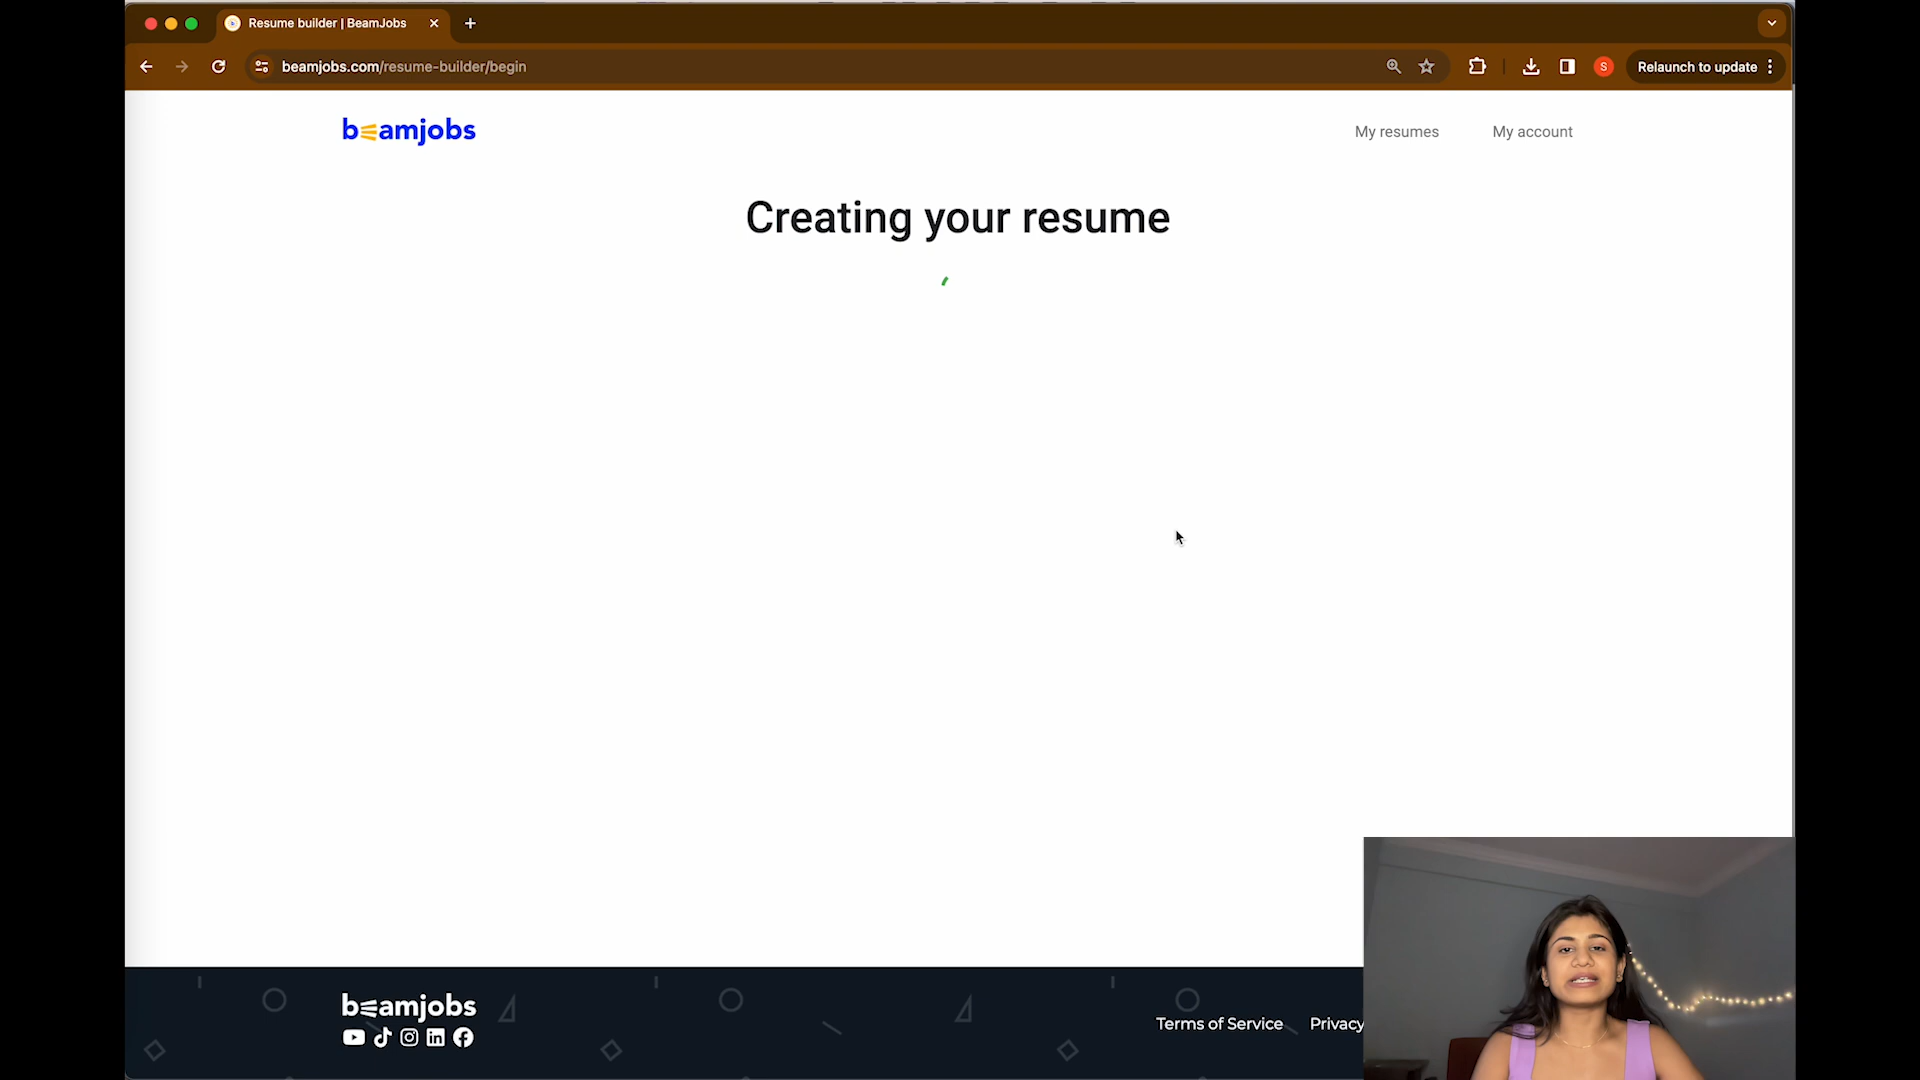 Resume builder | BeamJobs
beamjobs.com/resume-builder/begin
S
Relaunch to update
beamjobs
My resumes
My account
Creating your resume
beamjobs
Terms of Service
Privacy